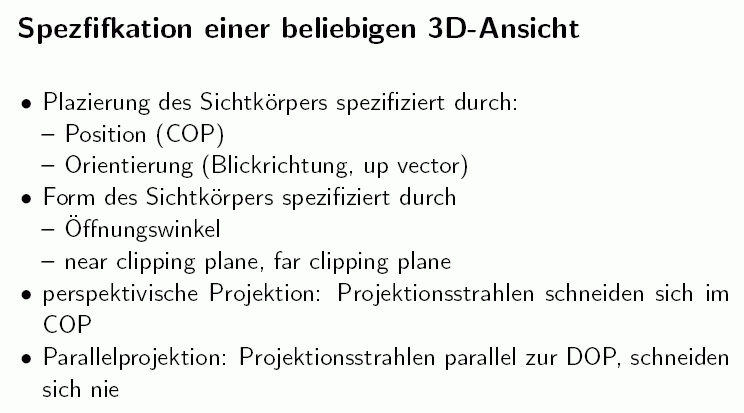 Spezfifkation einer beliebigen 3D-Ansicht
• Plazierung des Sichtkörpers spezifiziert durch:
– Position (COP)
– Orientierung (Blickrichtung, up vector)
• Form des Sichtkörpers spezifiziert durch
– Öffnungswinkel
– near clipping plane, far clipping plane
• perspektivische Projektion: Projektionsstrahlen schneiden sich im
COP
• Parallelprojektion: Projektionsstrahlen parallel zur DOP, schneiden
sich nie